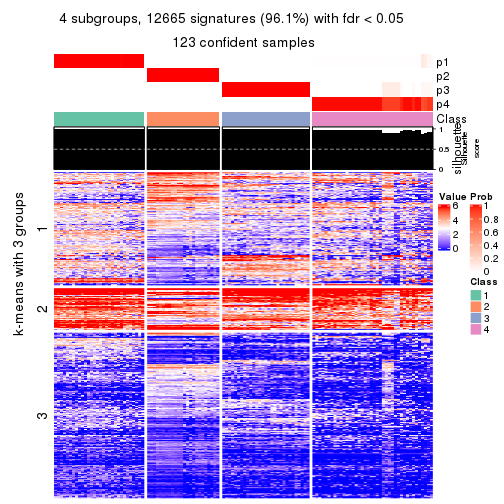 4 subgroups, 12665 signatures (96.1%) with fdr < 0.05
123 confident samples
p1
p2
p3
p4
Class
1
0.5
0
silhouette
Silhouette
score
k-means with 3 groups
1
2
3
Value
6
4
2
0
Prob
1
0.8
0.6
0.4
0.2
0
Class
1
2
3
4